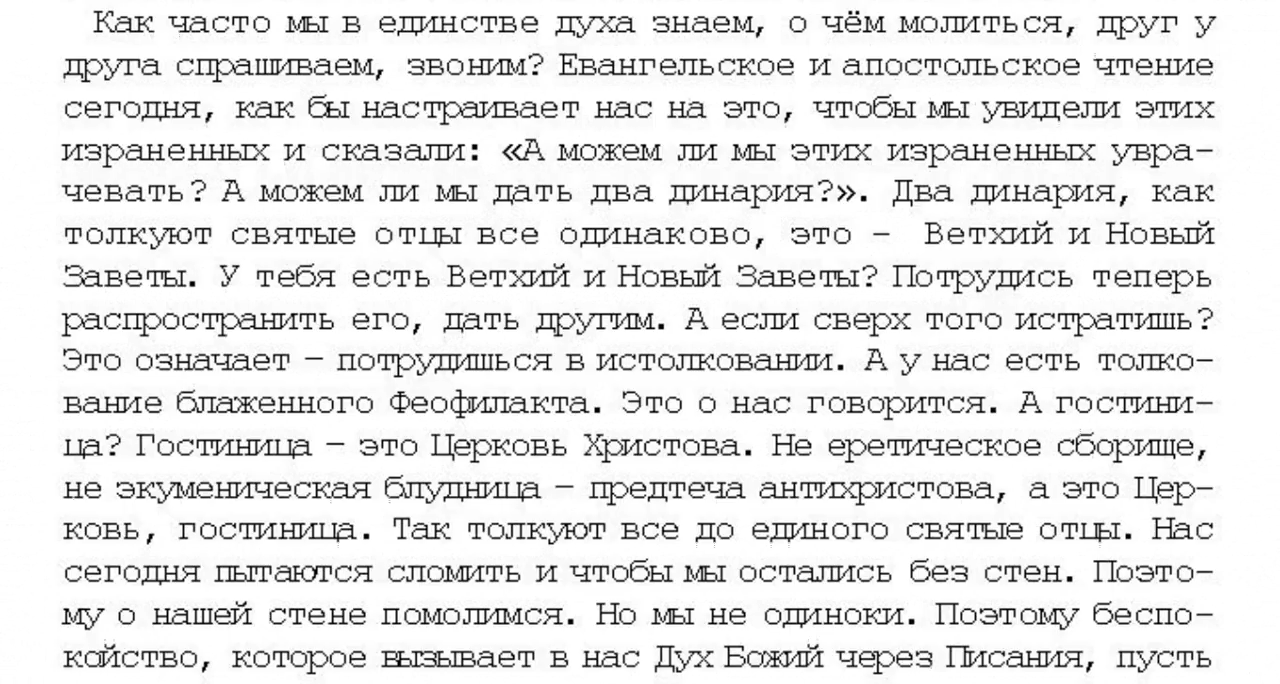 Как часто мы в единстве духа знаем, о чём молиться, друг у
друга спрашиваем, звоним? Евангельское и апостольское чтение
сегодня, как бы настраивает нас на это, чтобы мы увидели этих
израненных и сказали: «А можем ли мы этих израненных увра-
чевать? А можем ли мы дать два динария?». Два динария, как
толкуют святые отцы все одинаково, это – Ветхий и Новый
Заветы. У тебя есть Ветхий и Новый Заветы? Потрудись теперь
распространить его, дать другим. А если сверх того истратишь?
Это означает – потрудишься в истолковании. А у нас есть толко-
вание блаженного Феофилакта. Это о нас говорится. А гостини-
ца? Гостиница – это Церковь Христова. Не еретическое сборище,
не экуменическая блудница – предтеча антихристова, а это Цер-
ковь, гостиница. Так толкуют все до единого святые отцы. Нас
сегодня пытаются сломить и чтобы мы остались без стен. Поэто-
му о нашей стене помолимся. Но мы не одиноки. Поэтому беспо-
койство, которое вызывает в нас Дух Божий через Писания, пусть